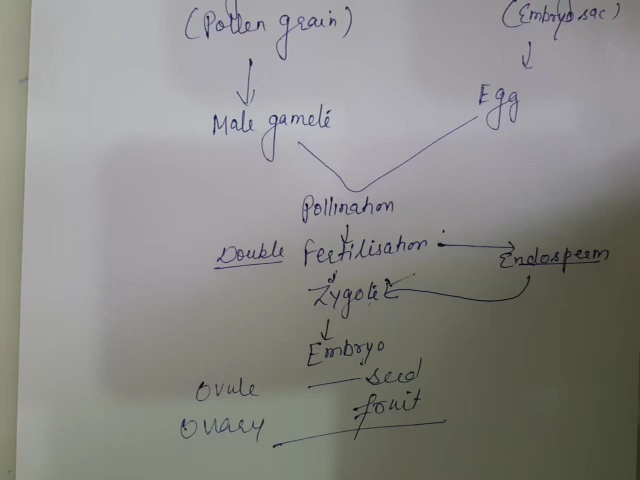 (Pollen grain) (Embryo sac)
Male gamete Egg
Pollination
Double Fertilisation Endosperm
Zygote
Embryo
Ovule seed
Ovary fruit